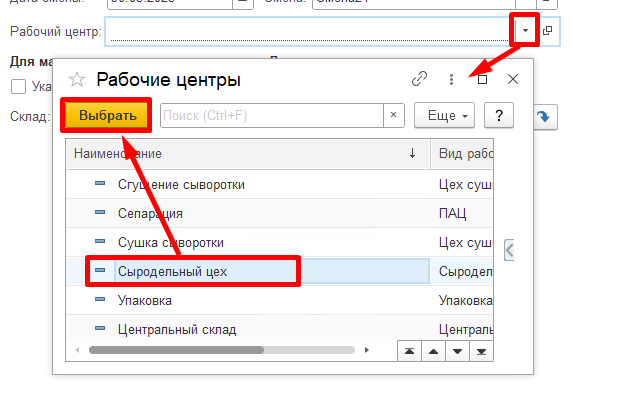 Рабочий центр:
Для ма
Ука
Склад:
Рабочие центры
Выбрать
Поиск (Ctrl+F)
×
Еще
?
Наименование ↓ Вид рабо
Сгущение сыворотки Цех суш
Сепарация ПАЦ
Сушка сыворотки Цех суш
Сыродельный цех Сыродел
Упаковка Упаковка
Центральный склад Централь